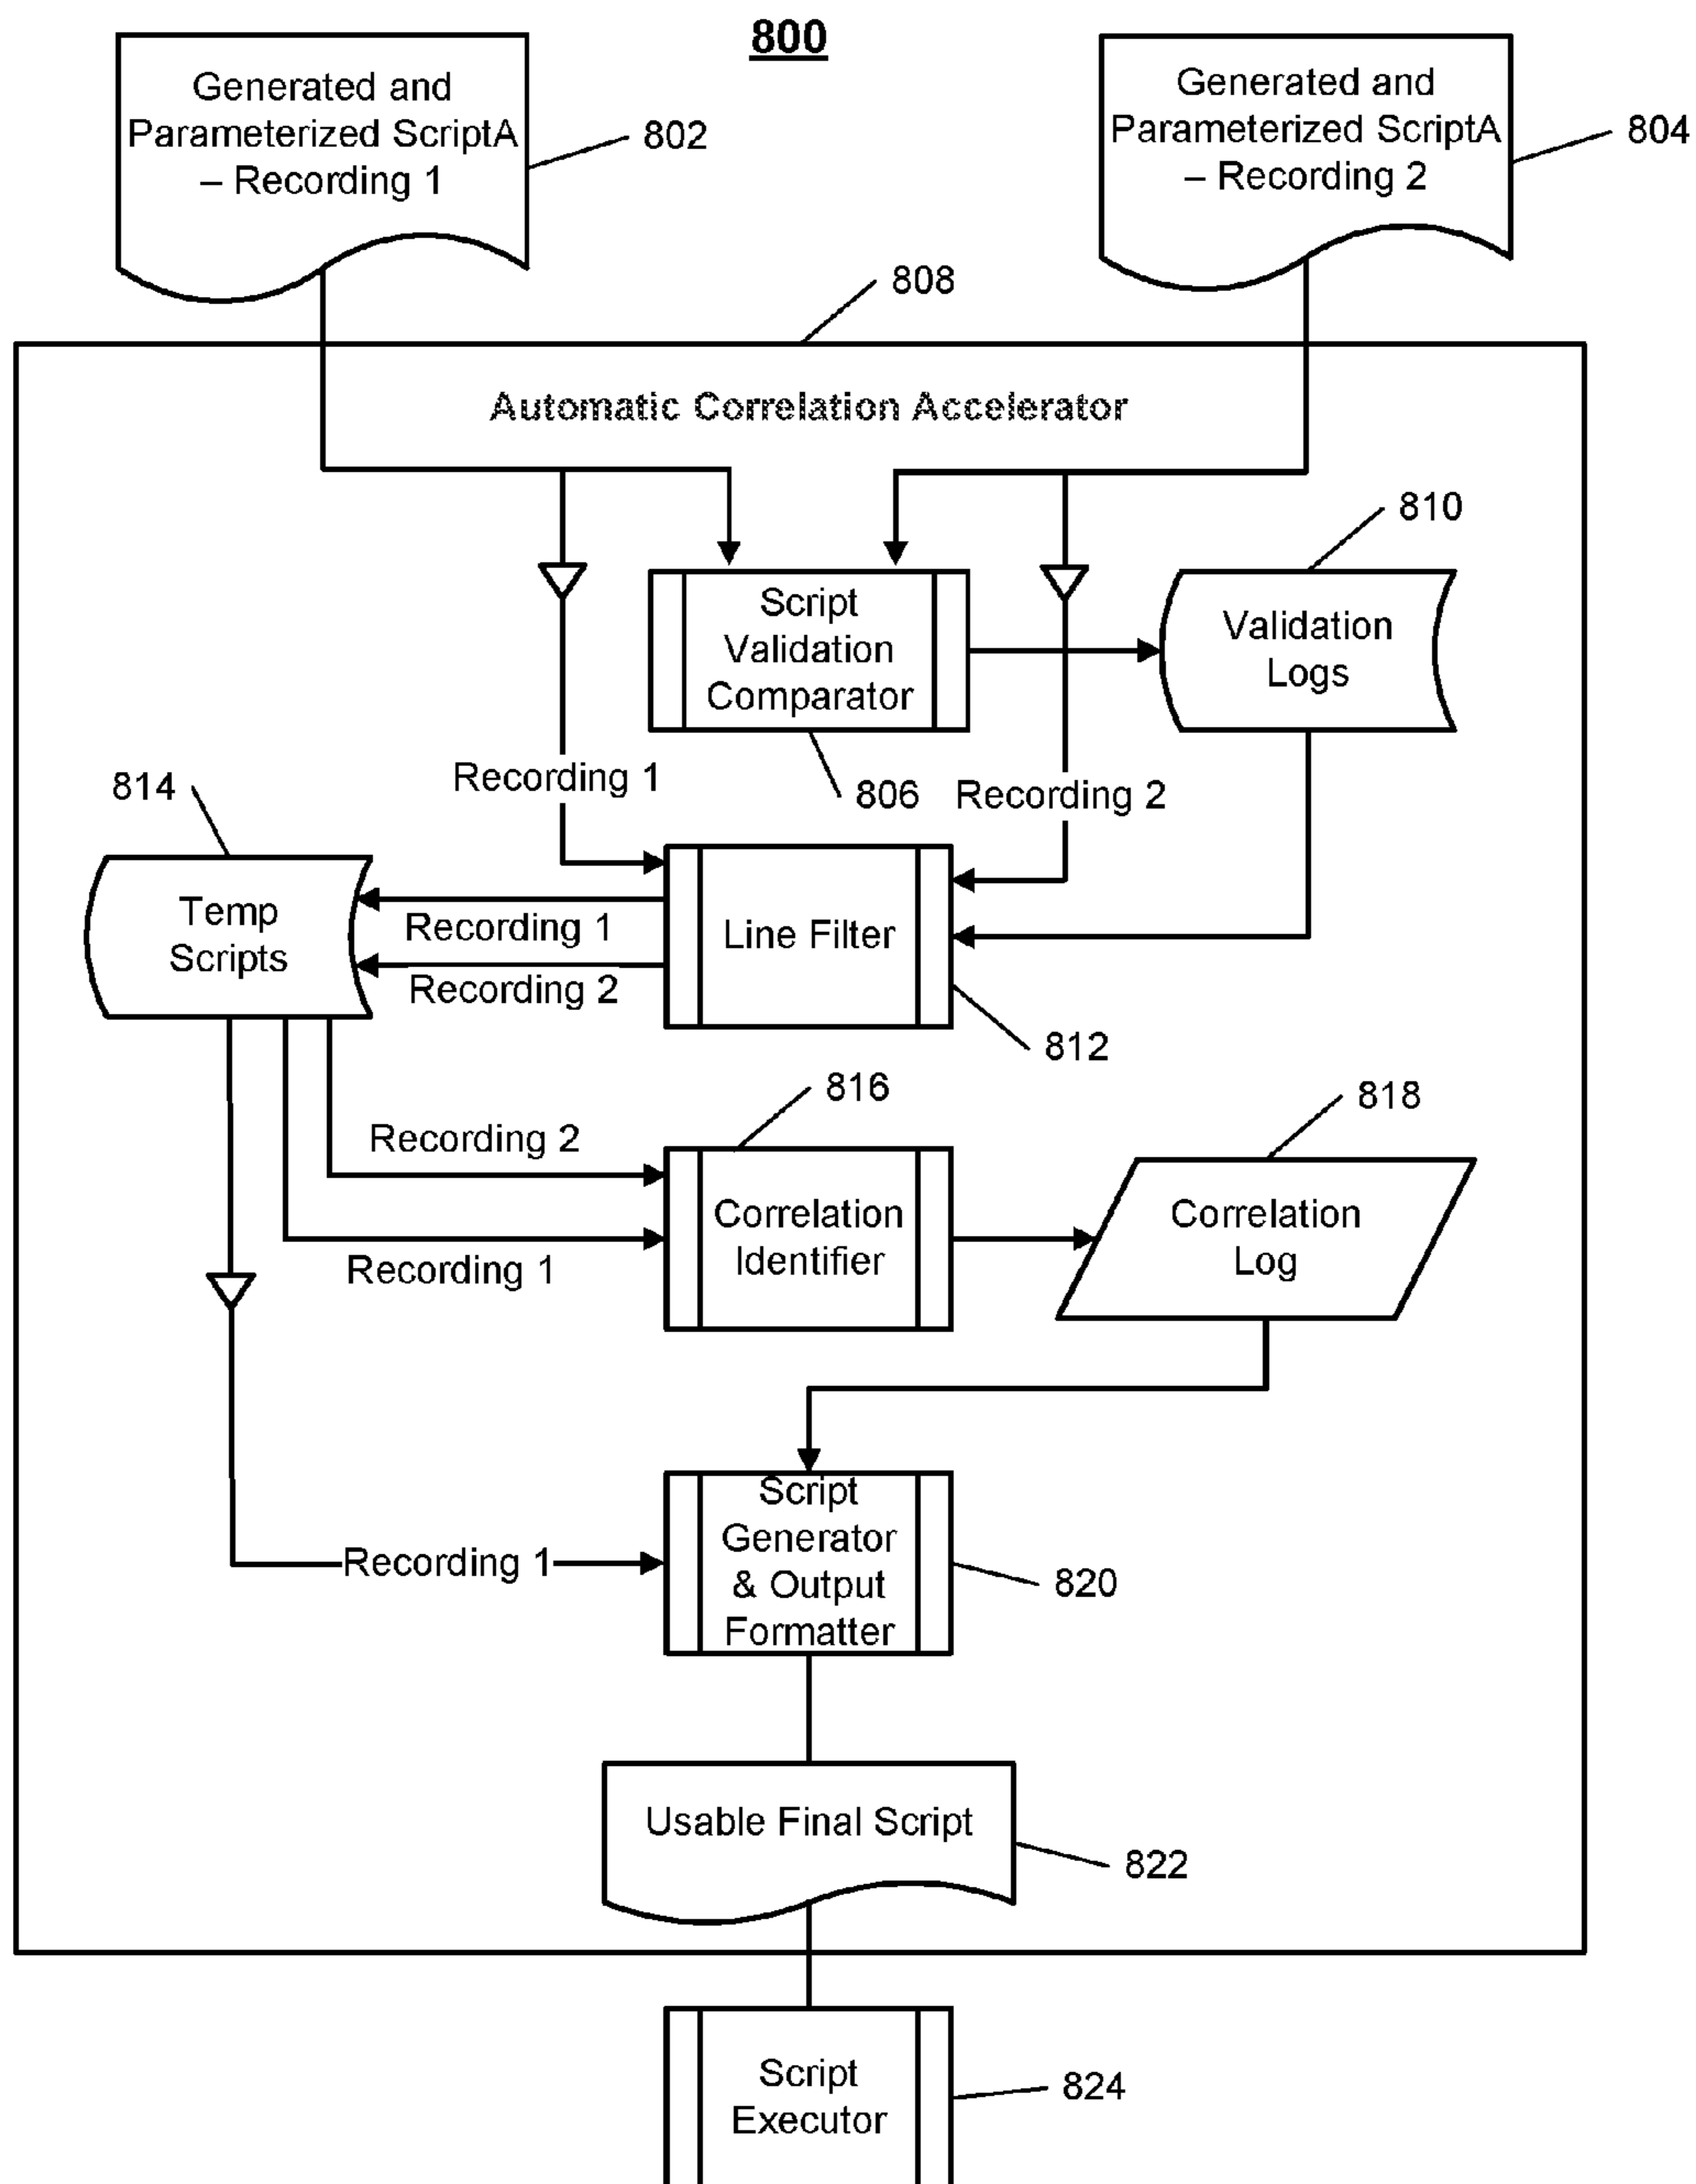 800
Generated and
Parameterized ScriptA
– Recording 1
802
Generated and
Parameterized ScriptA
– Recording 2
804
808
Automatic Correlation Accelerator
810
Script
Validation
Comparator
Validation
Logs
Recording 1
806
Recording 2
814
Temp
Scripts
Recording 1
Recording 2
Line Filter
812
816
818
Recording 2
Correlation
Identifier
Correlation
Log
Recording 1
Script
Generator
& Output
Formatter
Recording 1
820
Usable Final Script
822
Script
Executor
824